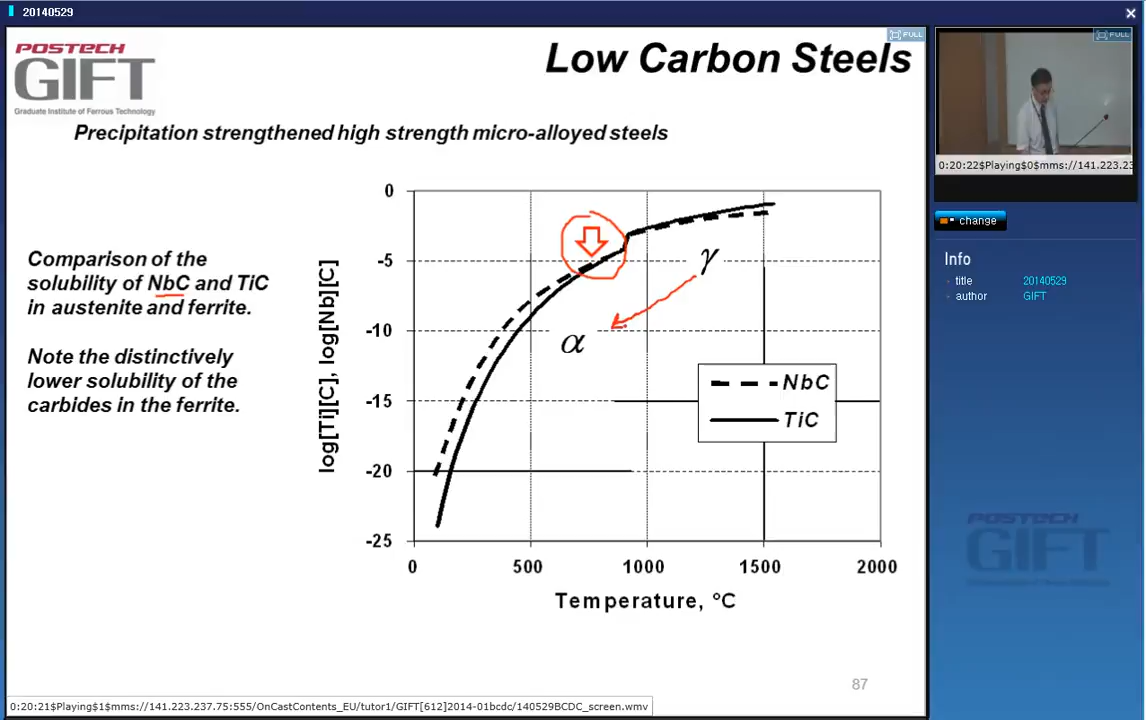 20140529
POSTECH
GIFT
Graduate Institute of Ferrous Technology
FULL
Low Carbon Steels
Precipitation strengthened high strength micro-alloyed steels
Comparison of the
solubility of NbC and TiC
in austenite and ferrite.
Note the distinctively
lower solubility of the
carbides in the ferrite.
log[Ti][C], log[Nb][C]
0
-5
-10
-15
-20
-25
γ
α
NbC
TiC
0 500 1000 1500 2000
Temperature, °C
87
0:20:21$Playing$1$mms://141.223.237.75:555/OnCastContents_EU/tutor1/GIFT[612]2014-01bcdc/140529BCDC_screen.wmv
FULL
0:20:22$Playing$0$mms://141.223.23
change
Info
title 20140529
author GIFT
POSTECH
GIFT